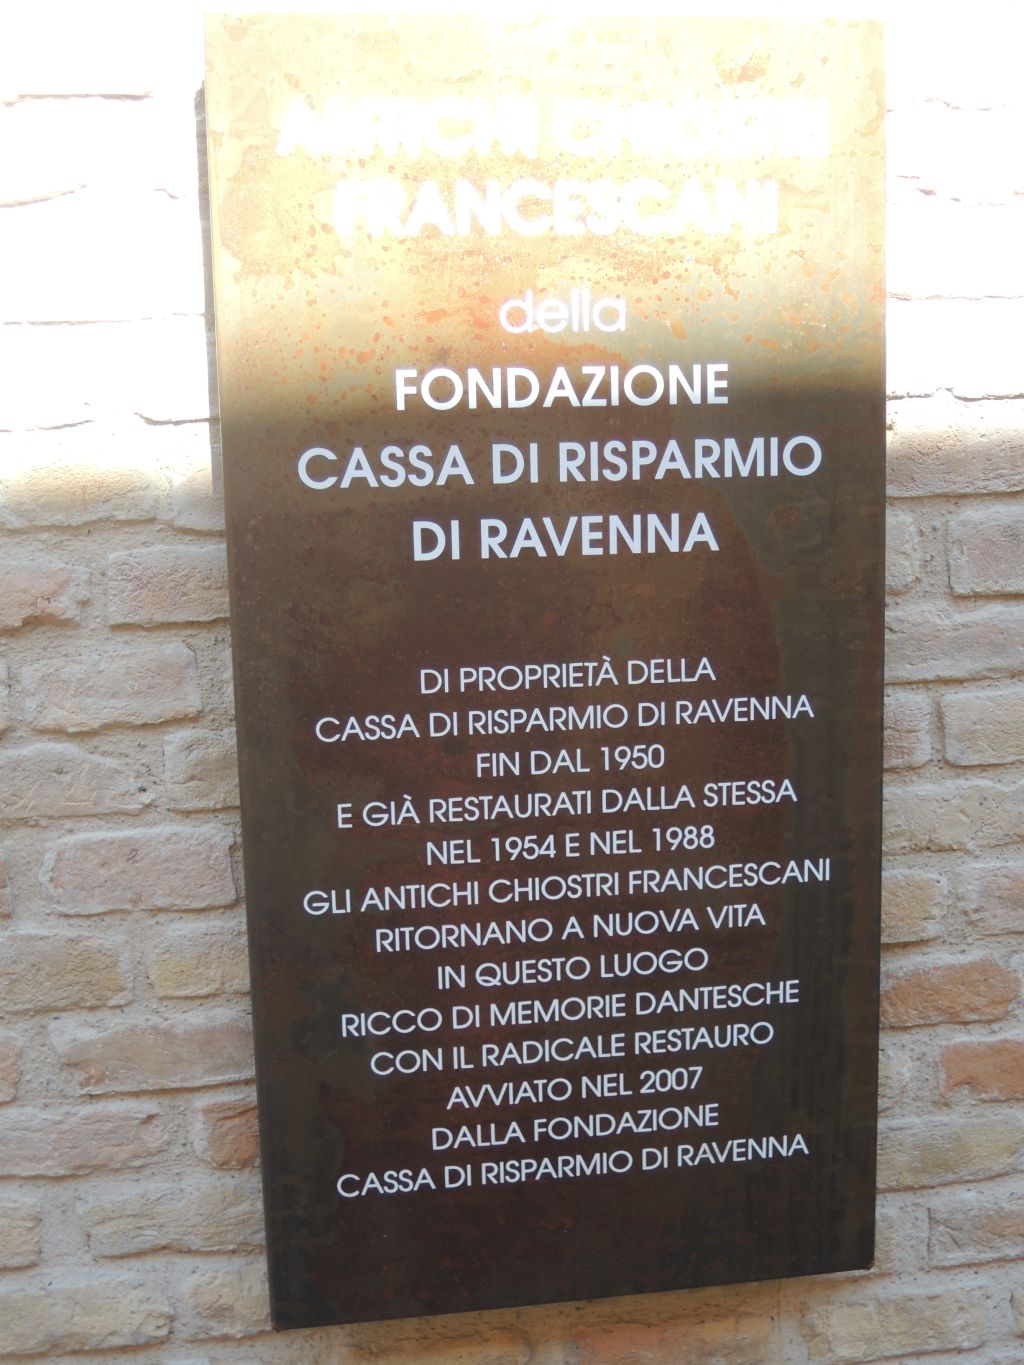 ANTICHI CHIOSTRI
FRANCESCANI
della
FONDAZIONE
CASSA DI RISPARMIO
DI RAVENNA
DI PROPRIETÀ DELLA
CASSA DI RISPARMIO DI RAVENNA
FIN DAL 1950
E GIÀ RESTAURATI DALLA STESSA
NEL 1954 E NEL 1988
GLI ANTICHI CHIOSTRI FRANCESCANI
RITORNANO A NUOVA VITA
IN QUESTO LUOGO
RICCO DI MEMORIE DANTESCHE
CON IL RADICALE RESTAURO
AVVIATO NEL 2007
DALLA FONDAZIONE
CASSA DI RISPARMIO DI RAVENNA